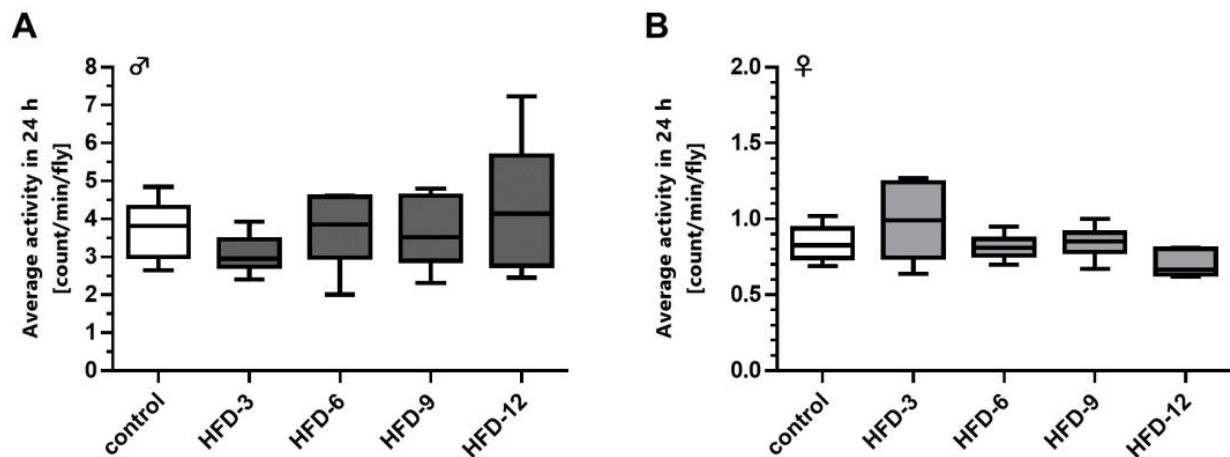 A
♂
Average activity in 24 h
[count/min/fly]
8
7
6
5
4
3
2
1
0
control
HFD-3
HFD-6
HFD-9
HFD-12
B
♀
Average activity in 24 h
[count/min/fly]
2.0
1.5
1.0
0.5
0.0
control
HFD-3
HFD-6
HFD-9
HFD-12